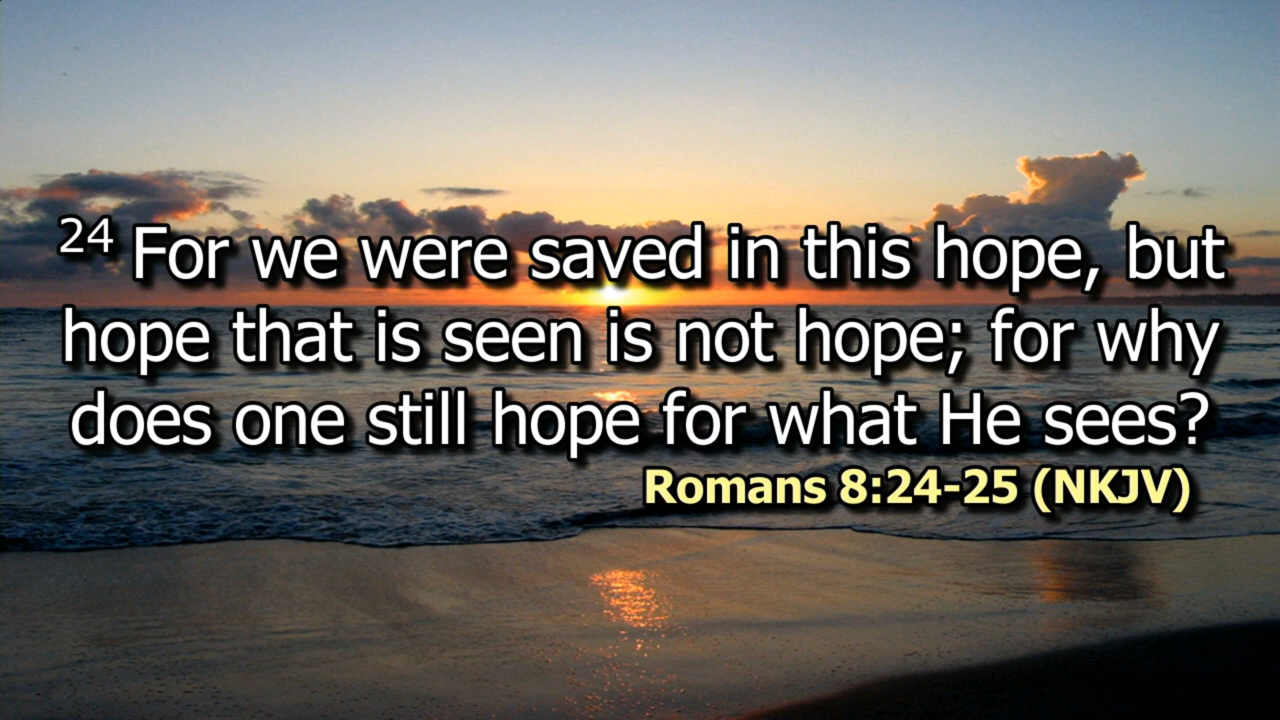 24 For we were saved in this hope, but
hope that is seen is not hope; for why
does one still hope for what He sees?
Romans 8:24-25 (NKJV)